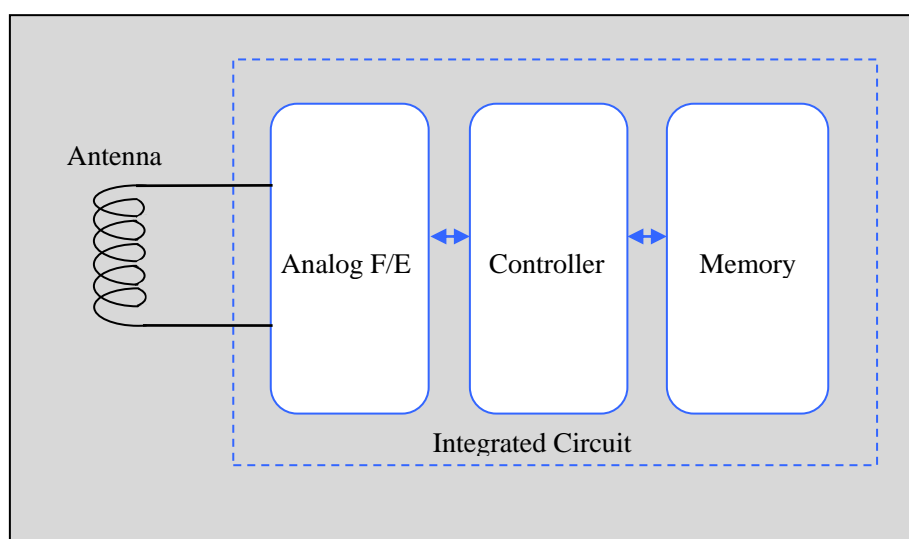 Antenna
Analog F/E
Controller
Memory
Integrated Circuit